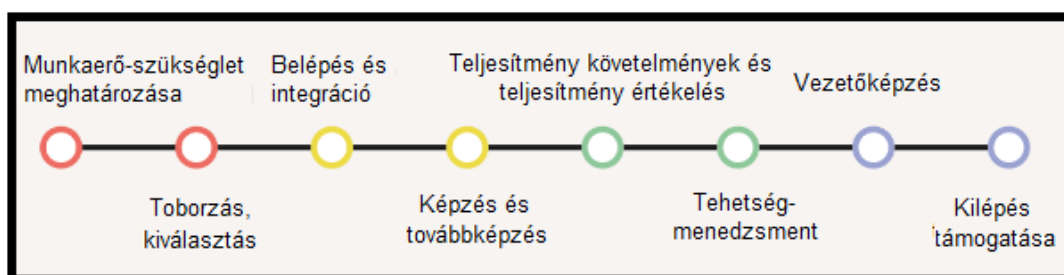 Munkaerő-szükséglet
meghatározása
Toborzás,
kiválasztás
Belépés és
integráció
Képzés és
továbbképzés
Teljesítmény követelmények és
teljesítmény értékelés
Tehetség-
menedzsment
Vezetőképzés
Kilépés
támogatása